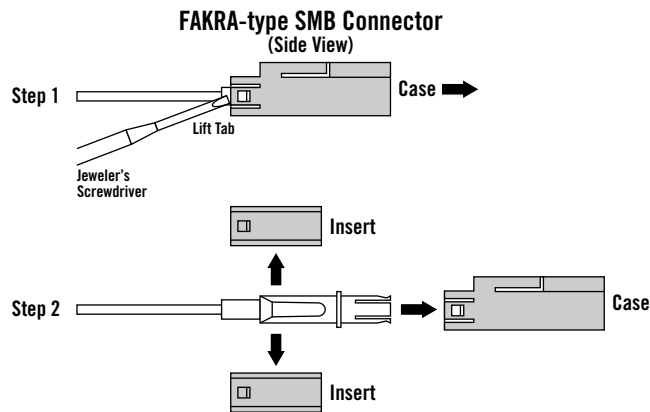 FAKRA-type SMB Connector
(Side View)
Step 1
Case
Lift Tab
Jeweler's
Screwdriver
Insert
Step 2
Case
Insert